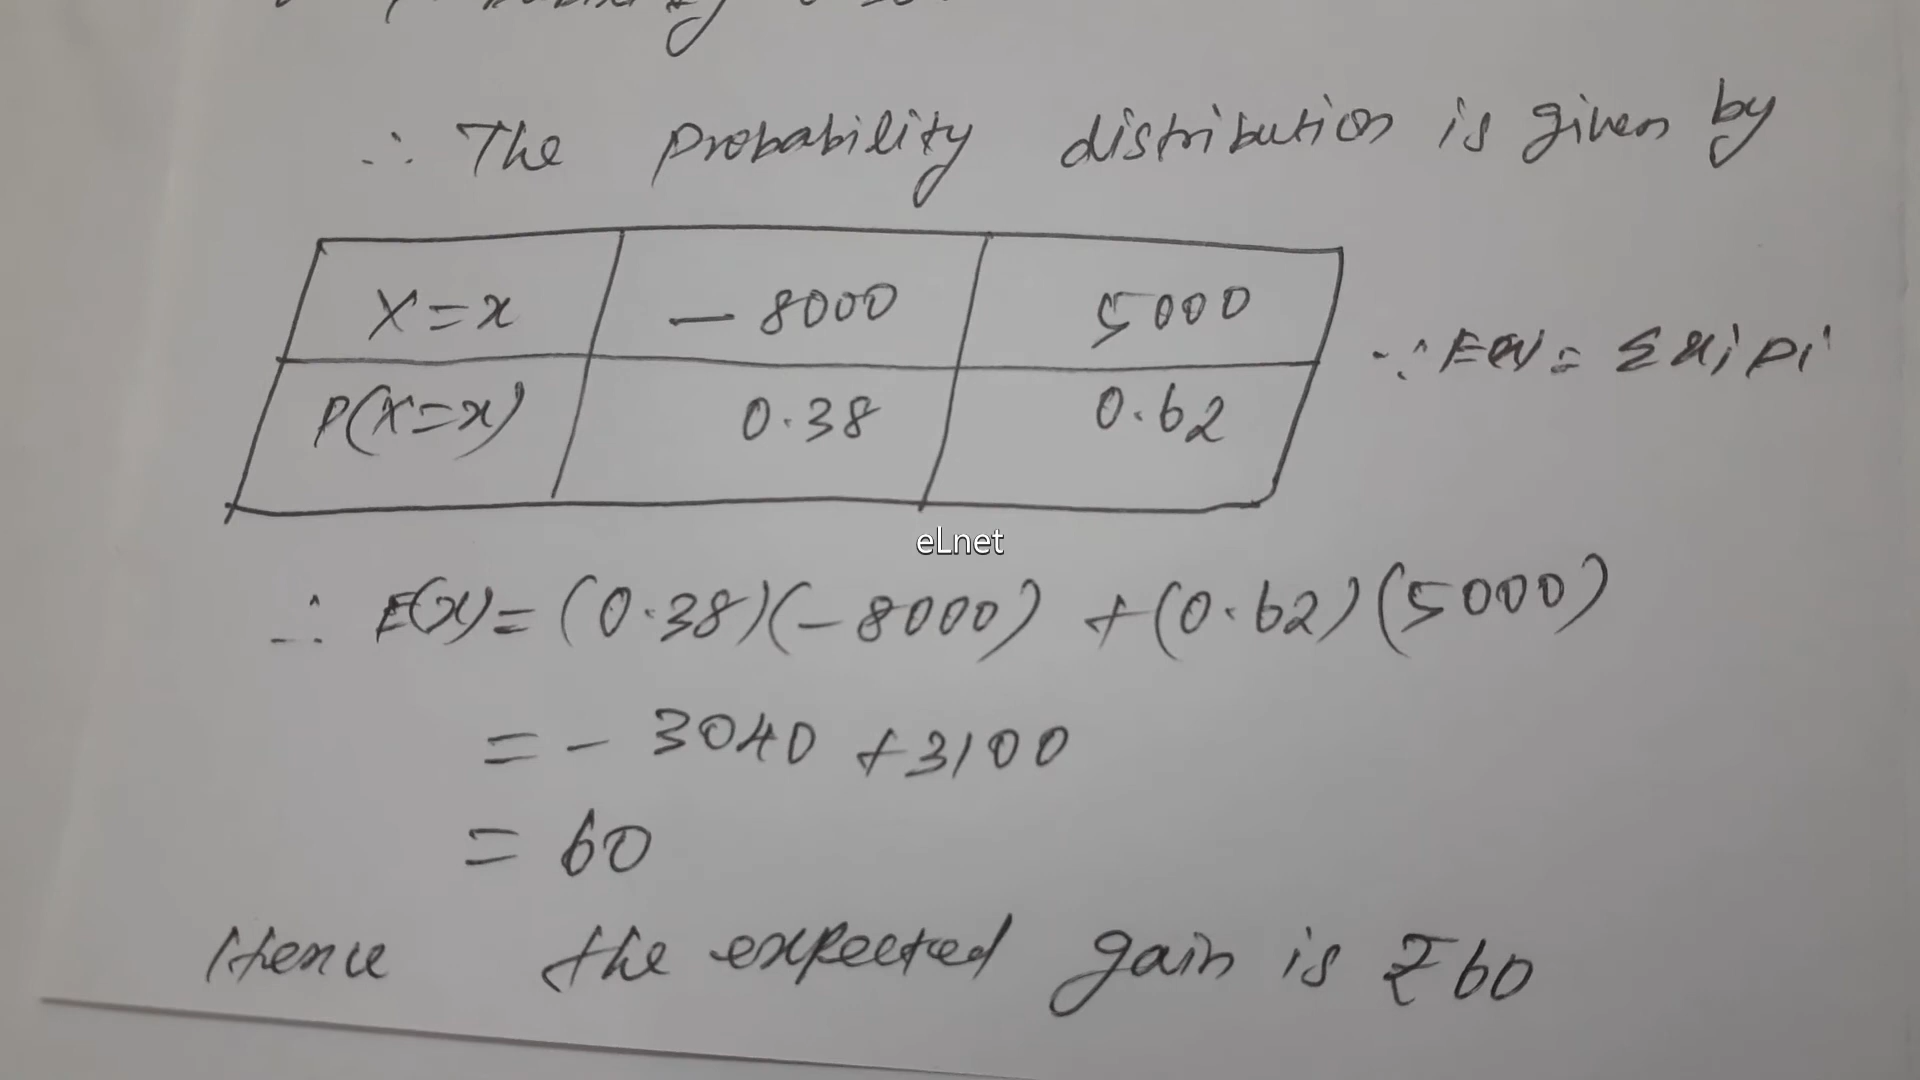 ∴ The probability distribution is given by
X=x -8000 5000
P(X=x) 0.38 0.62
∵ E(X) = Σxipi
eLnet
∴ E(X) = (0.38)(-8000) + (0.62)(5000)
= - 3040 + 3100
= 60
Hence the expected gain is ₹60